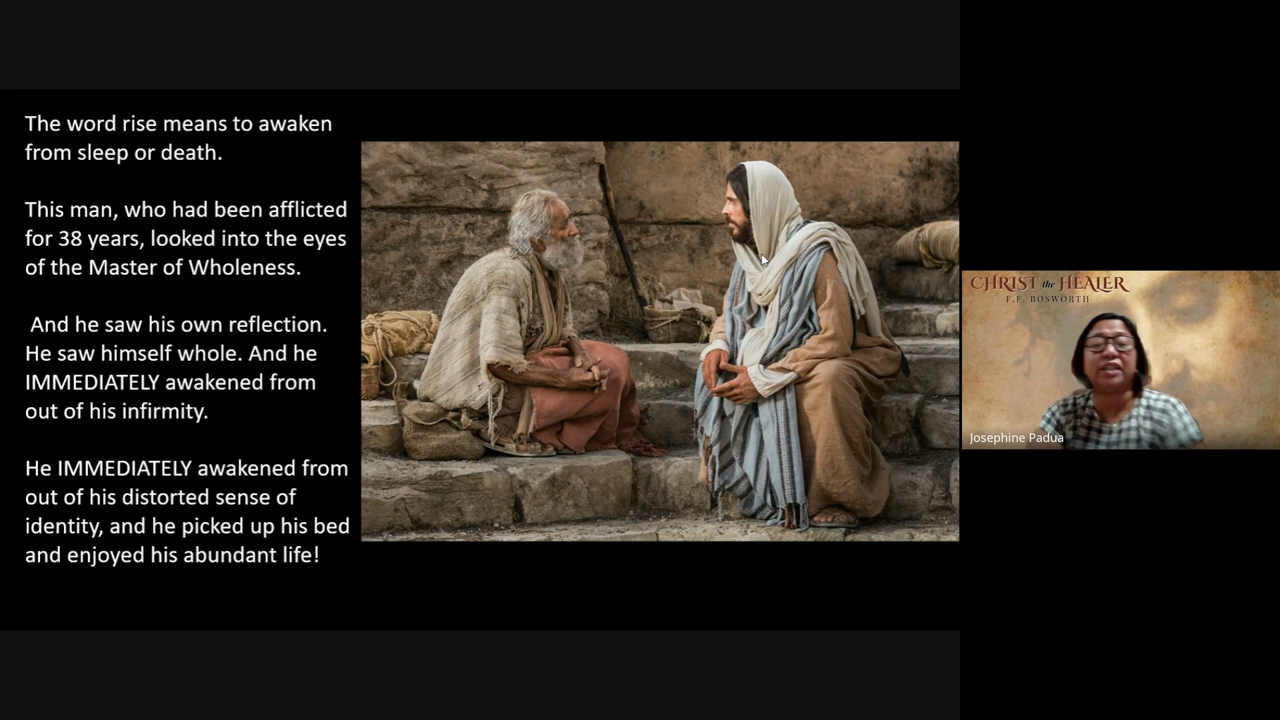 The word rise means to awaken
from sleep or death.
This man, who had been afflicted
for 38 years, looked into the eyes
of the Master of Wholeness.
And he saw his own reflection.
He saw himself whole. And he
IMMEDIATELY awakened from
out of his infirmity.
He IMMEDIATELY awakened from
out of his distorted sense of
identity, and he picked up his bed
and enjoyed his abundant life!
CHRIST the HEALER
F.F. BOSWORTH
Josephine Padua